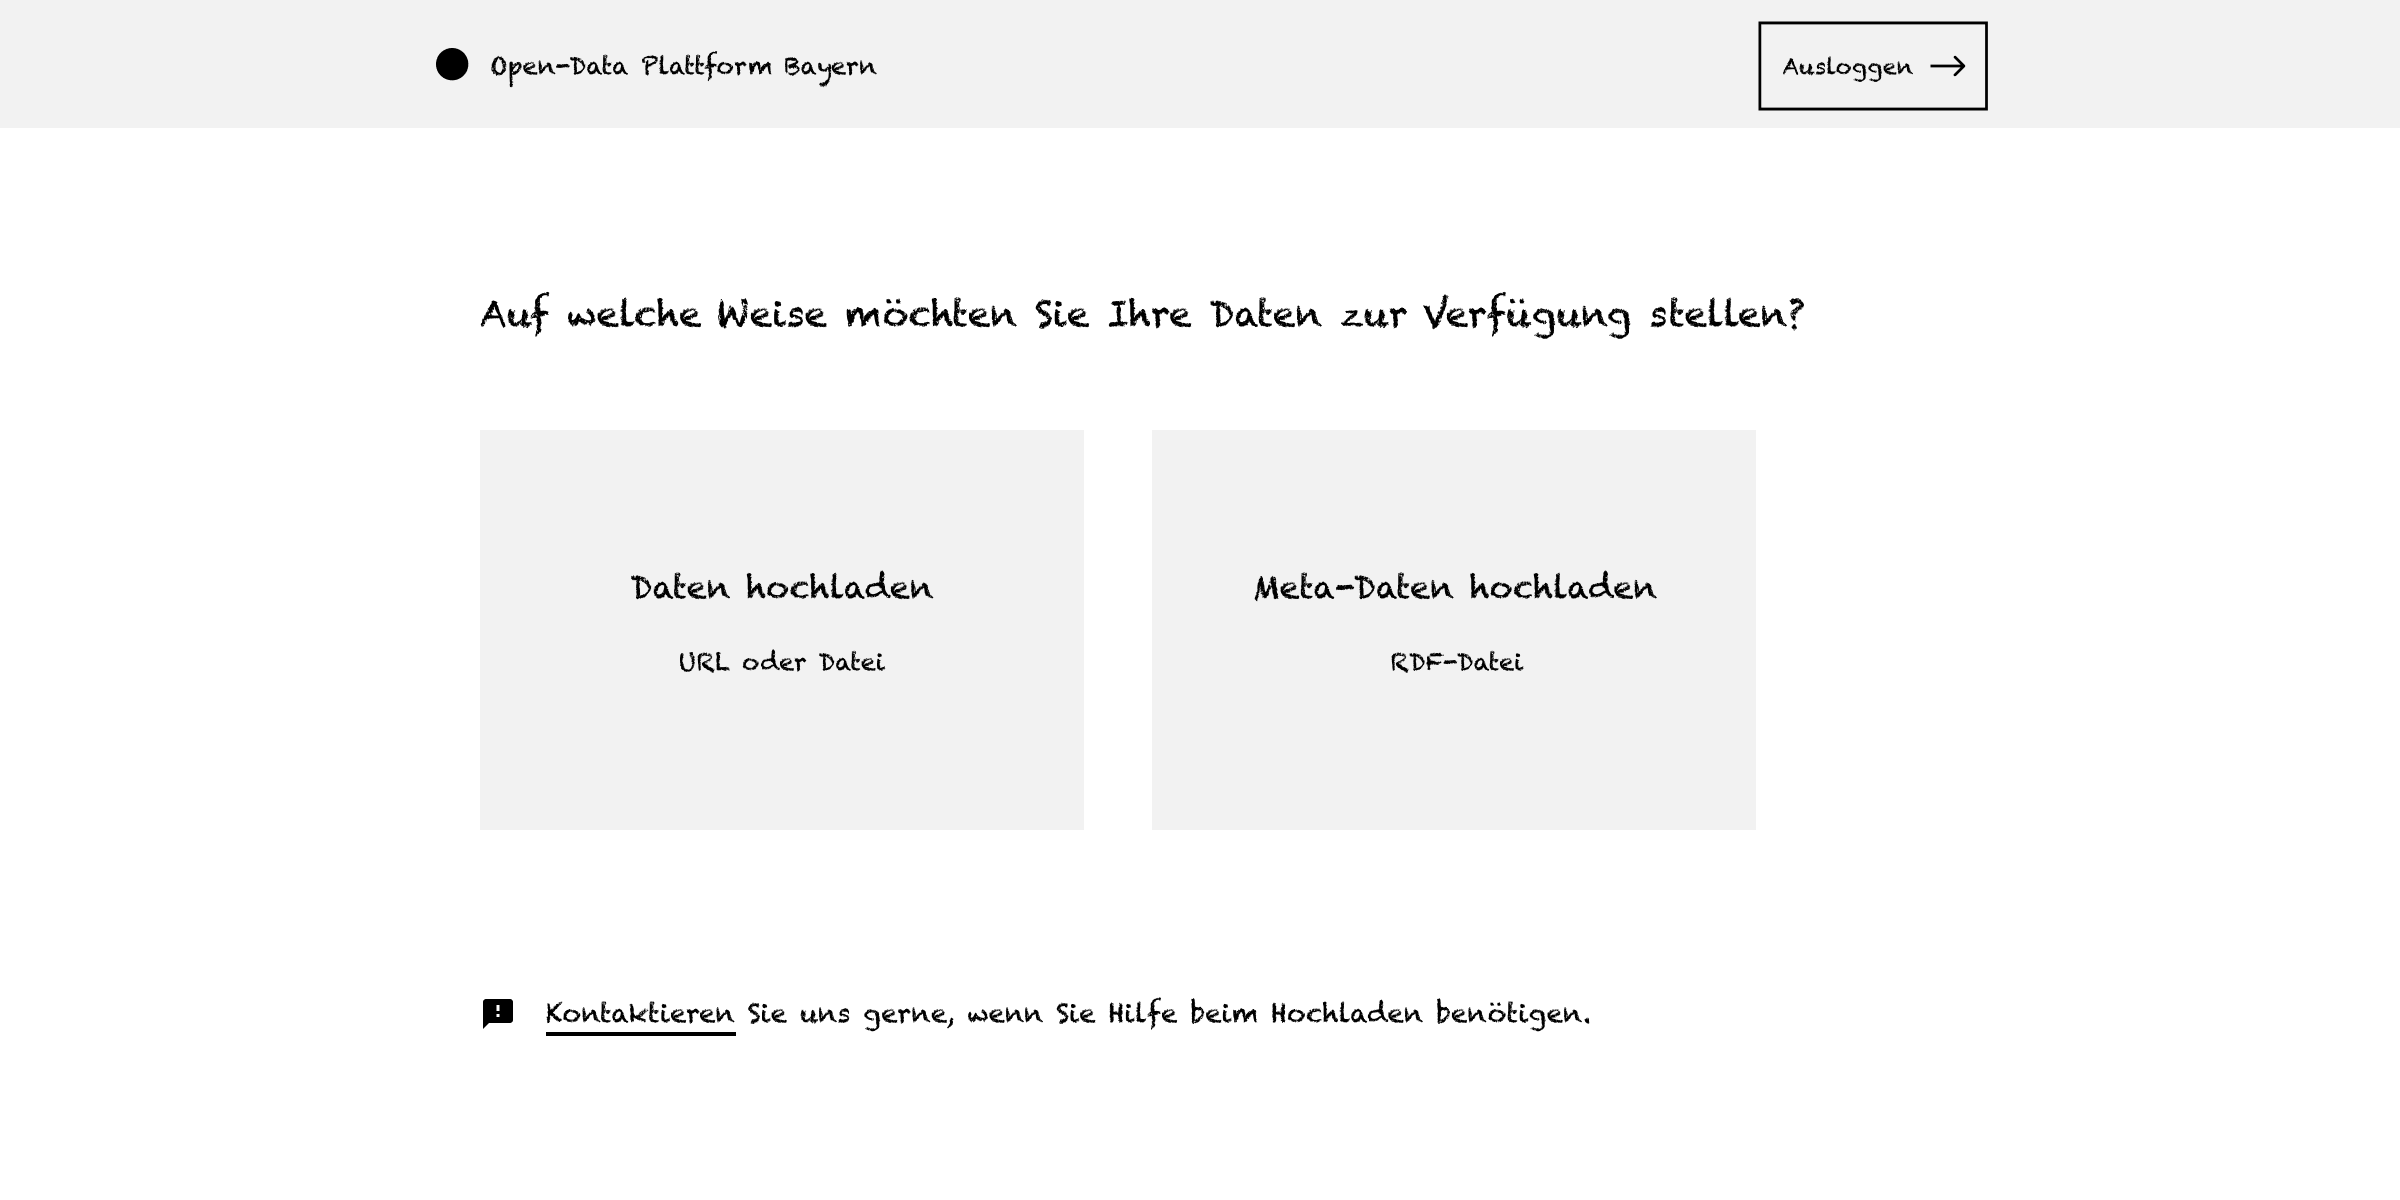 Open-Data Plattform Bayern
Ausloggen
Auf welche Weise möchten Sie Ihre Daten zur Verfügung stellen?
Daten hochladen
URL oder Datei
Meta-Daten hochladen
RDF-Datei
Kontaktieren Sie uns gerne, wenn Sie Hilfe beim Hochladen benötigen.